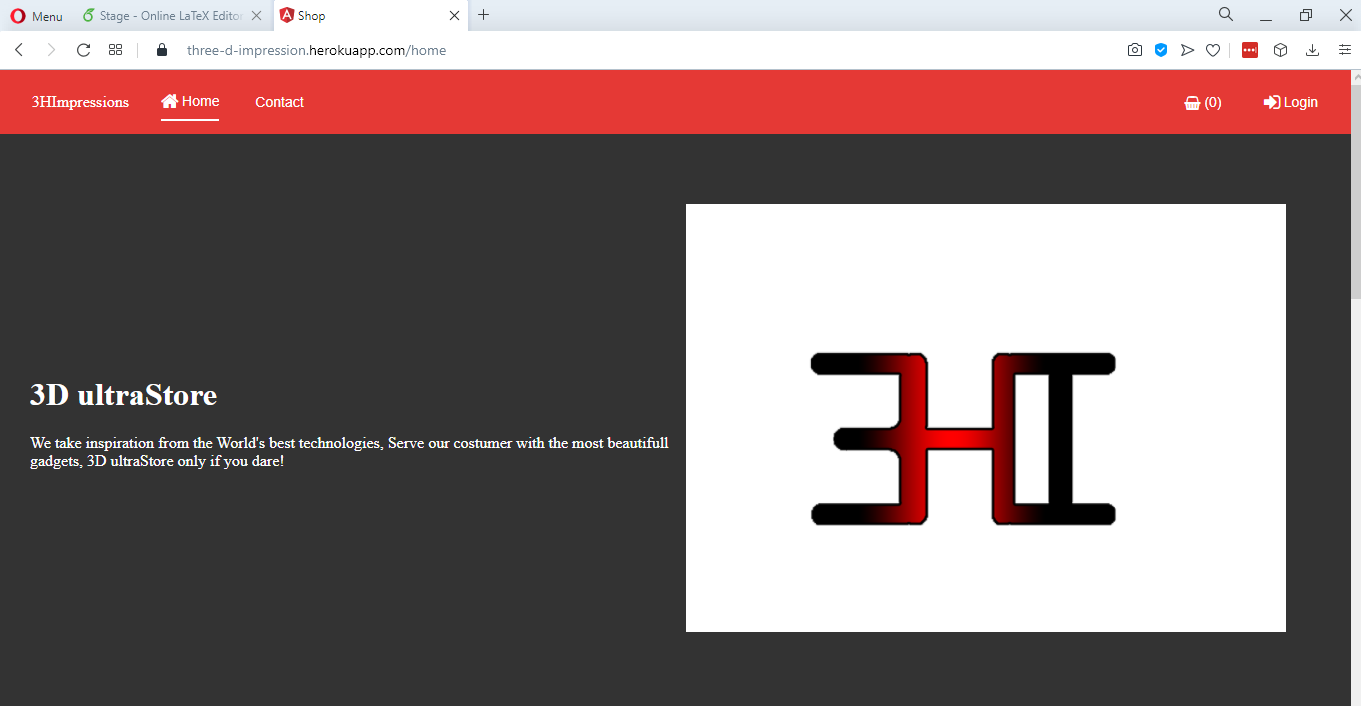 Menu
Stage - Online LaTeX Editor
Shop
three-d-impression.herokuapp.com/home
3HImpressions
Home
Contact
(0)
Login
3D ultraStore
We take inspiration from the World's best technologies, Serve our costumer with the most beautifull
gadgets, 3D ultraStore only if you dare!
3HI